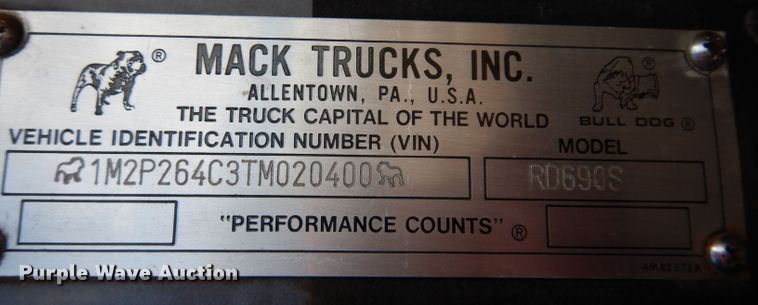 MACK TRUCKS, INC.
ALLENTOWN, PA., U.S.A.
THE TRUCK CAPITAL OF THE WORLD
BULL DOG ®
VEHICLE IDENTIFICATION NUMBER (VIN)
MODEL
1M2P264C3TM020400
RD690S
"PERFORMANCE COUNTS" ®
Purple Wave Auction